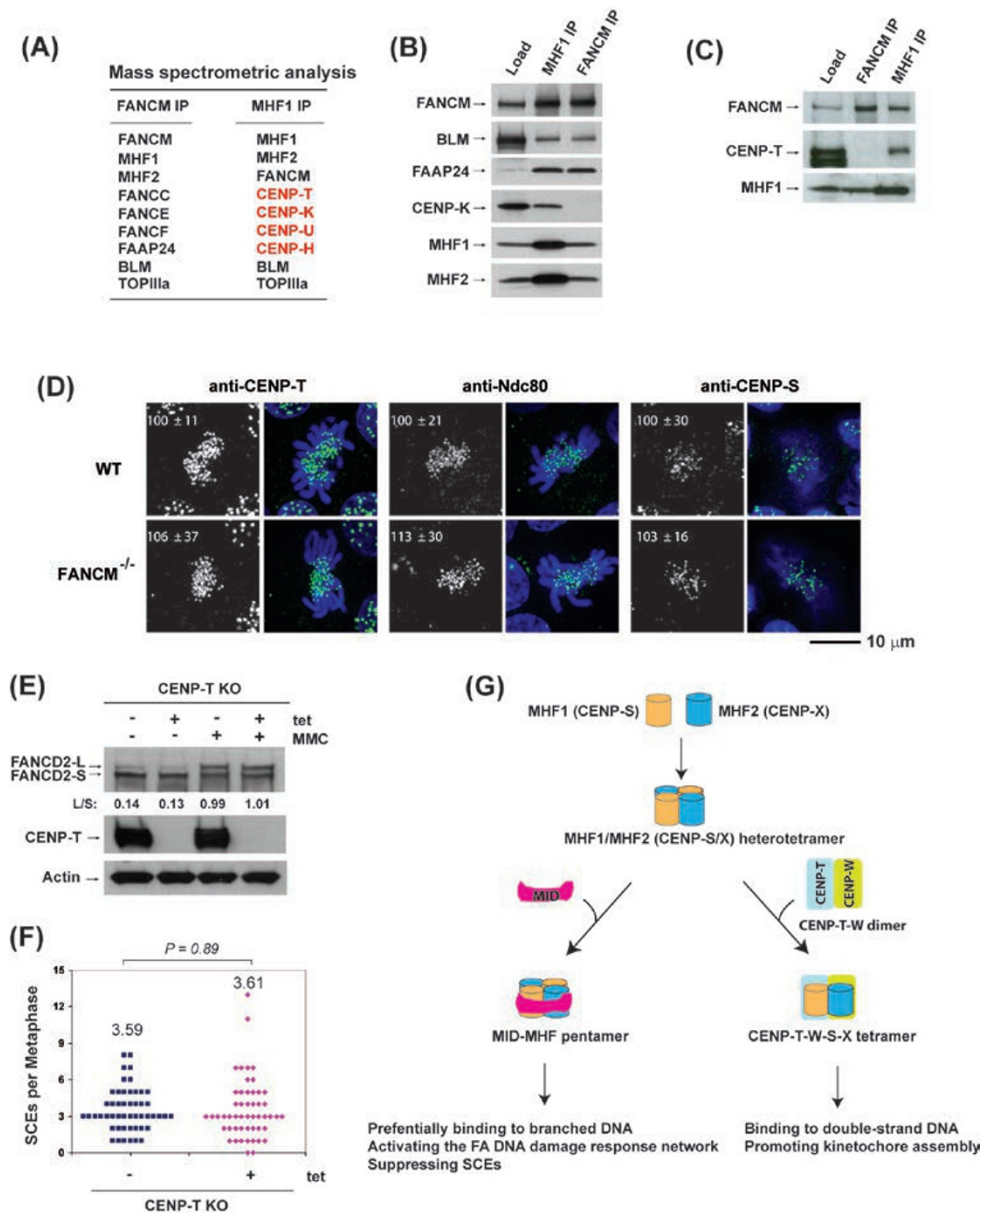 (A)
Mass spectrometric analysis
FANCM IP MHF1 IP
FANCM MHF1
MHF1 MHF2
MHF2 FANCM
FANCC CENP-T
FANCE CENP-K
FANCF CENP-U
FAAP24 CENP-H
BLM BLM
TOPIIIa TOPIIIa
(B)
Load MHF1 IP FANCM IP
FANCM
BLM
FAAP24
CENP-K
MHF1
MHF2
(C)
Load FANCM IP MHF1 IP
FANCM
CENP-T
MHF1
(D)
anti-CENP-T anti-Ndc80 anti-CENP-S
WT
100 ± 11 100 ± 21 100 ± 30
FANCM-/-
106 ± 37 113 ± 30 103 ± 16
10 μm
(E)
CENP-T KO
- + - + tet
- - + + MMC
FANCD2-L
FANCD2-S
L/S: 0.14 0.13 0.99 1.01
CENP-T
Actin
(F)
P = 0.89
SCEs per Metaphase
15
12
9
6
3
0
3.59 3.61
- + tet
CENP-T KO
(G)
MHF1 (CENP-S) MHF2 (CENP-X)
MHF1/MHF2 (CENP-S/X) heterotetramer
MID
CENP-T CENP-W
CENP-T-W dimer
MID-MHF pentamer
CENP-T-W-S-X tetramer
Prefentially binding to branched DNA
Activating the FA DNA damage response network
Suppressing SCEs
Binding to double-strand DNA
Promoting kinetochore assembly